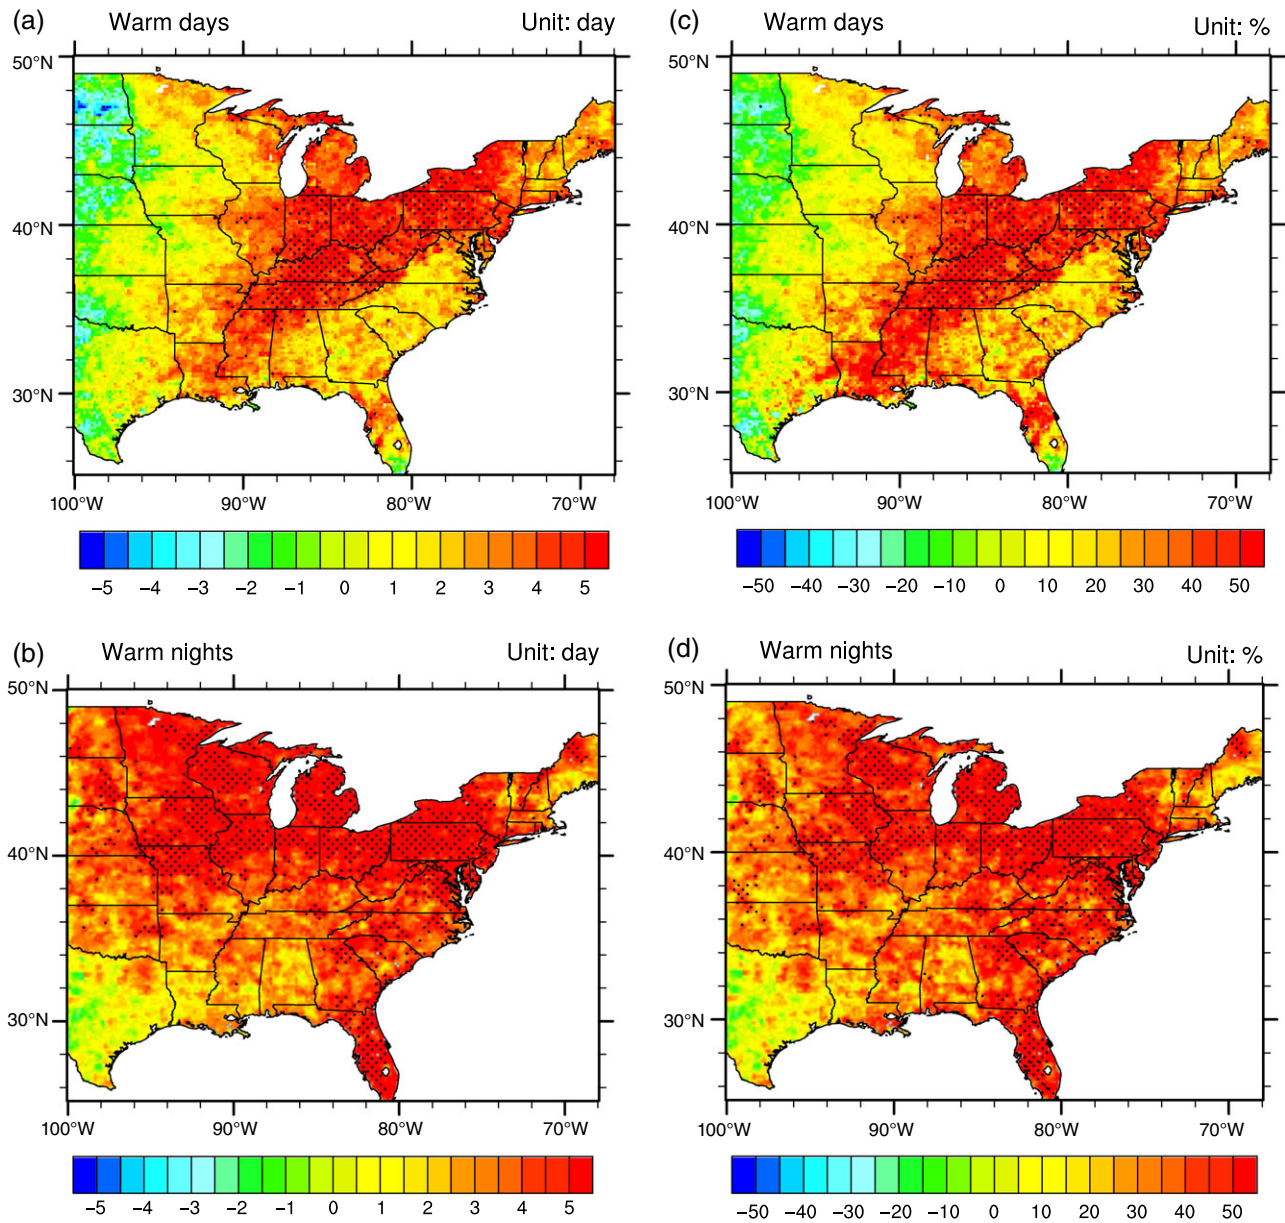 (a) Warm days Unit: day
50°N
40°N
30°N
100°W 90°W 80°W 70°W
−5 −4 −3 −2 −1 0 1 2 3 4 5
(c) Warm days Unit: %
50°N
40°N
30°N
100°W 90°W 80°W 70°W
−50 −40 −30 −20 −10 0 10 20 30 40 50
(b) Warm nights Unit: day
50°N
40°N
30°N
100°W 90°W 80°W 70°W
−5 −4 −3 −2 −1 0 1 2 3 4 5
(d) Warm nights Unit: %
50°N
40°N
30°N
100°W 90°W 80°W 70°W
−50 −40 −30 −20 −10 0 10 20 30 40 50